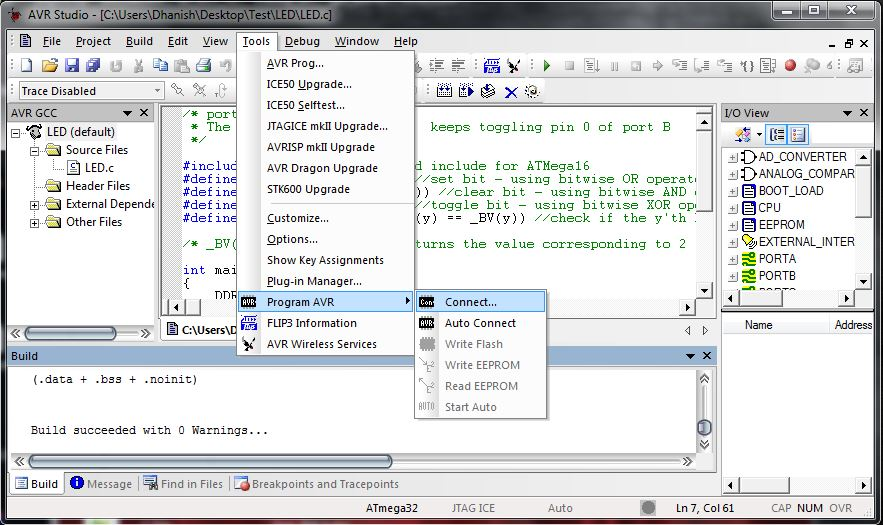 AVR Studio - [C:\Users\Dhanish\Desktop\Test\LED\LED.c]
File Project Build Edit View Tools Debug Window Help
Trace Disabled
AVR GCC
LED (default)
Source Files
LED.c
Header Files
External Depende
Other Files
AVR Prog...
ICE50 Upgrade...
ICE50 Selftest...
JTAGICE mkII Upgrade...
AVRISP mkII Upgrade
AVR Dragon Upgrade
STK600 Upgrade
Customize...
Options...
Show Key Assignments
Plug-in Manager...
Program AVR
FLIP3 Information
AVR Wireless Services
Connect...
Auto Connect
Write Flash
Write EEPROM
Read EEPROM
Start Auto
/* port
* The keeps toggling pin 0 of port B
*/
#includ d include for ATMega16
#define //set bit - using bitwise OR operat
#define )) //clear bit - using bitwise AND
#define //toggle bit - using bitwise XOR op
#define (y) == _BV(y)) //check if the y'th
/* _BV( turns the value corresponding to 2
int mai
{
DDR
C:\Users\D
I/O View
AD_CONVERTER
ANALOG_COMPAR
BOOT_LOAD
CPU
EEPROM
EXTERNAL_INTER
PORTA
PORTB
Name Address
Build
(.data + .bss + .noinit)
Build succeeded with 0 Warnings...
Build Message Find in Files Breakpoints and Tracepoints
ATmega32 JTAG ICE Auto Ln 7, Col 61 CAP NUM OVR